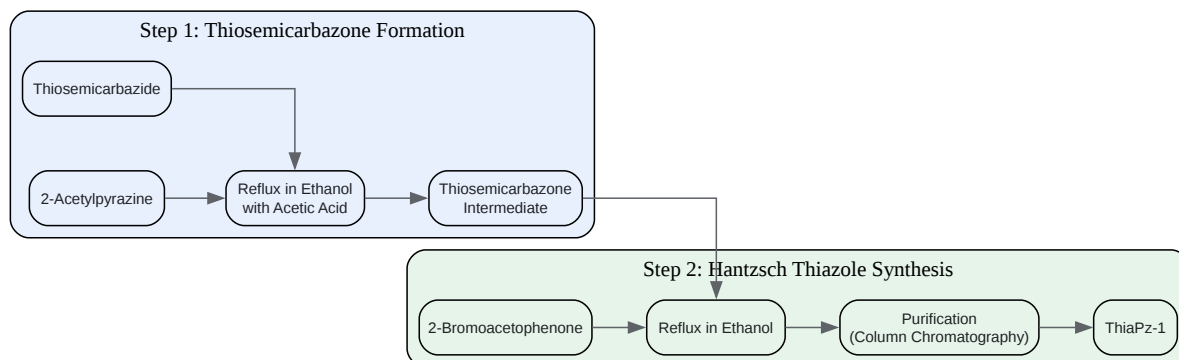 Step 1: Thiosemicarbazone Formation
Thiosemicarbazide
2-Acetylpyrazine
Reflux in Ethanol
with Acetic Acid
Thiosemicarbazone
Intermediate
Step 2: Hantzsch Thiazole Synthesis
2-Bromoacetophenone
Reflux in Ethanol
Purification
(Column Chromatography)
ThiaPz-1